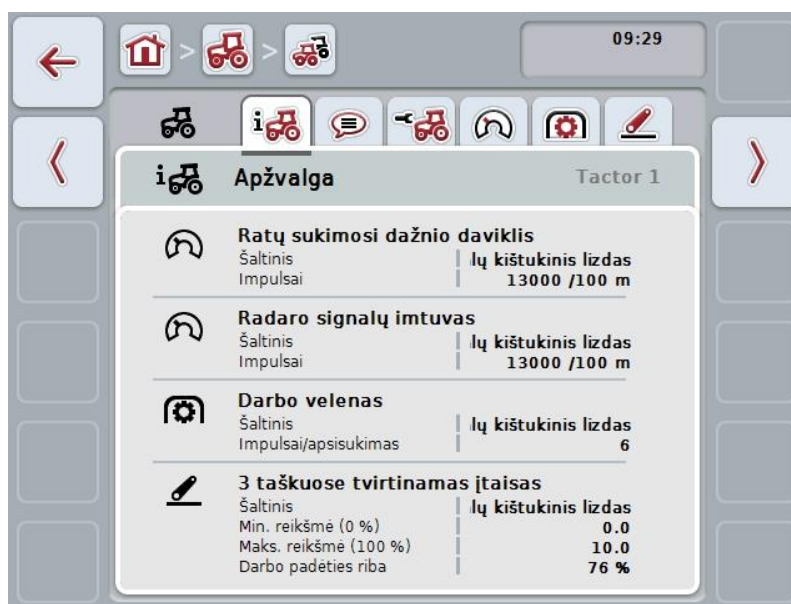 09:29
i
i Apžvalga Tactor 1
Ratų sukimosi dažnio daviklis
Šaltinis lų kištukinis lizdas
Impulsai 13000 /100 m
Radaro signalų imtuvas
Šaltinis lų kištukinis lizdas
Impulsai 13000 /100 m
Darbo velenas
Šaltinis lų kištukinis lizdas
Impulsai/apsisukimas 6
3 taškuose tvirtinamas įtaisas
Šaltinis lų kištukinis lizdas
Min. reikšmė (0 %) 0.0
Maks. reikšmė (100 %) 10.0
Darbo padėties riba 76 %